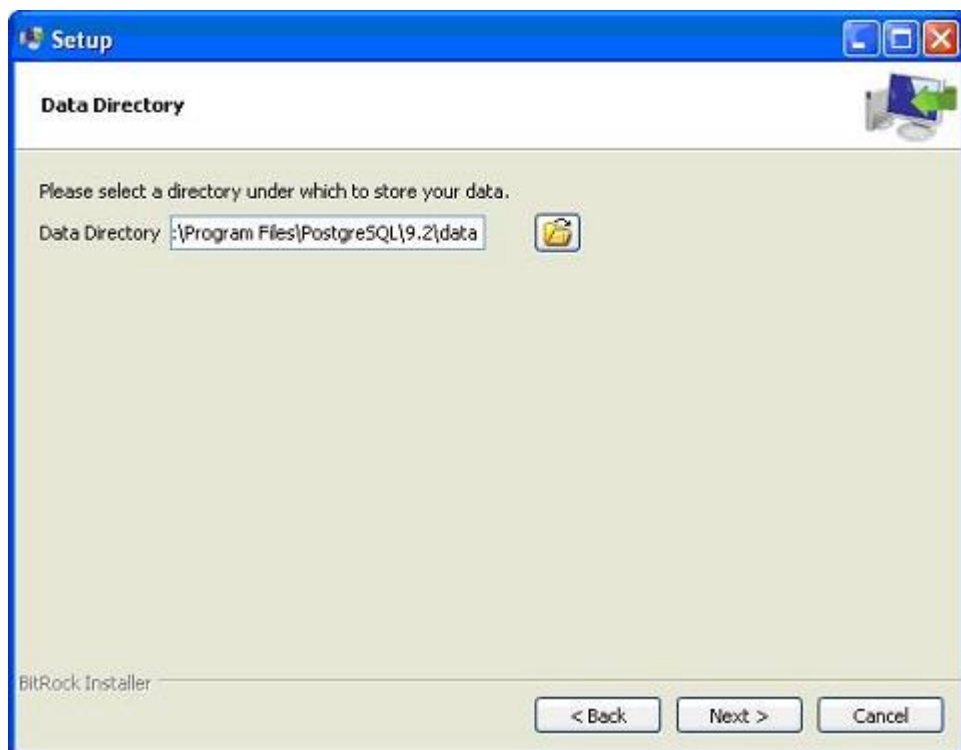 Setup
Data Directory
Please select a directory under which to store your data.
Data Directory :\Program Files\PostgreSQL\9.2\data
BitRock Installer
< Back Next > Cancel